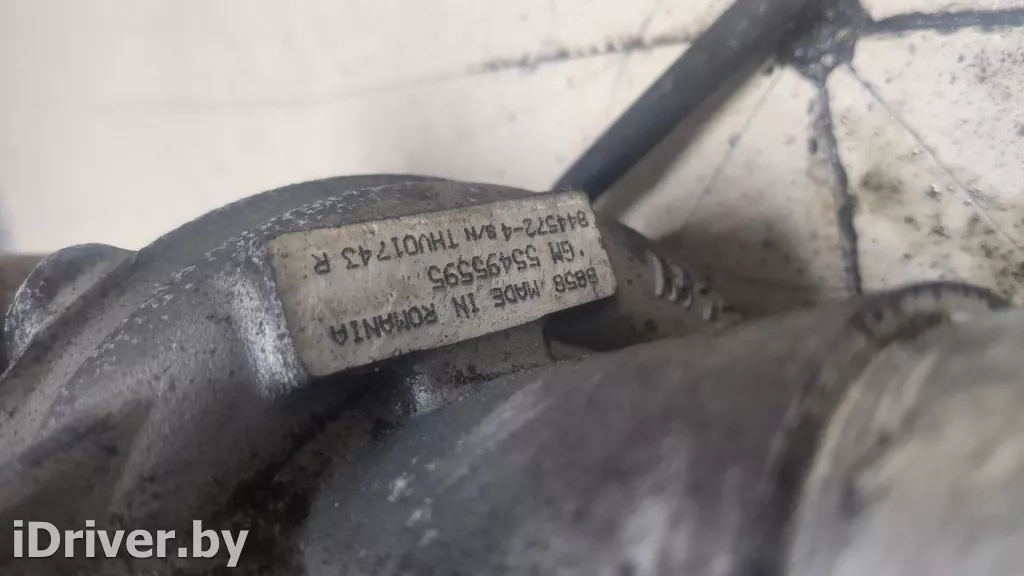 844572-4 S/N THU01743 R
GM 55495595
B858 MADE IN ROMANIA
iDriver.by